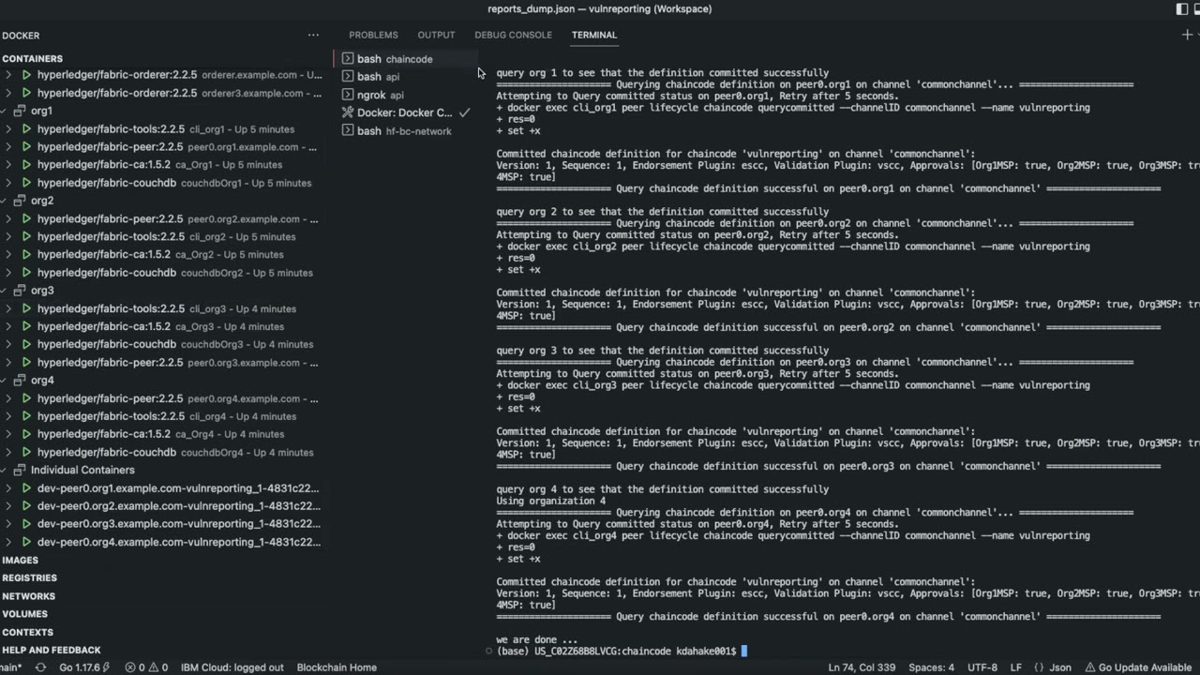 reports_dump.json — vulnreporting (Workspace)
DOCKER
CONTAINERS
hyperledger/fabric-orderer:2.2.5 orderer.example.com - U...
hyperledger/fabric-orderer:2.2.5 orderer3.example.com - ...
org1
hyperledger/fabric-tools:2.2.5 cli_org1 - Up 5 minutes
hyperledger/fabric-peer:2.2.5 peer0.org1.example.com - ...
hyperledger/fabric-ca:1.5.2 ca_Org1 - Up 5 minutes
hyperledger/fabric-couchdb couchdbOrg1 - Up 5 minutes
org2
hyperledger/fabric-peer:2.2.5 peer0.org2.example.com - ...
hyperledger/fabric-tools:2.2.5 cli_org2 - Up 5 minutes
hyperledger/fabric-ca:1.5.2 ca_Org2 - Up 5 minutes
hyperledger/fabric-couchdb couchdbOrg2 - Up 5 minutes
org3
hyperledger/fabric-tools:2.2.5 cli_org3 - Up 4 minutes
hyperledger/fabric-ca:1.5.2 ca_Org3 - Up 4 minutes
hyperledger/fabric-couchdb couchdbOrg3 - Up 4 minutes
hyperledger/fabric-peer:2.2.5 peer0.org3.example.com - ...
org4
hyperledger/fabric-peer:2.2.5 peer0.org4.example.com - ...
hyperledger/fabric-tools:2.2.5 cli_org4 - Up 4 minutes
hyperledger/fabric-ca:1.5.2 ca_Org4 - Up 4 minutes
hyperledger/fabric-couchdb couchdbOrg4 - Up 4 minutes
Individual Containers
dev-peer0.org1.example.com-vulnreporting_1-4831c22...
dev-peer0.org2.example.com-vulnreporting_1-4831c22...
dev-peer0.org3.example.com-vulnreporting_1-4831c22...
dev-peer0.org4.example.com-vulnreporting_1-4831c22...
IMAGES
REGISTRIES
NETWORKS
VOLUMES
CONTEXTS
HELP AND FEEDBACK
PROBLEMS OUTPUT DEBUG CONSOLE TERMINAL
bash chaincode
bash api
ngrok api
Docker: Docker C...
bash hf-bc-network
query org 1 to see that the definition committed successfully
===================== Querying chaincode definition on peer0.org1 on channel 'commonchannel'... =====================
Attempting to Query committed status on peer0.org1, Retry after 5 seconds.
+ docker exec cli_org1 peer lifecycle chaincode querycommitted --channelID commonchannel --name vulnreporting
+ res=0
+ set +x
Committed chaincode definition for chaincode 'vulnreporting' on channel 'commonchannel':
Version: 1, Sequence: 1, Endorsement Plugin: escc, Validation Plugin: vscc, Approvals: [Org1MSP: true, Org2MSP: true, Org3MSP: true, Org
4MSP: true]
===================== Query chaincode definition successful on peer0.org1 on channel 'commonchannel' =====================
query org 2 to see that the definition committed successfully
===================== Querying chaincode definition on peer0.org2 on channel 'commonchannel'... =====================
Attempting to Query committed status on peer0.org2, Retry after 5 seconds.
+ docker exec cli_org2 peer lifecycle chaincode querycommitted --channelID commonchannel --name vulnreporting
+ res=0
+ set +x
Committed chaincode definition for chaincode 'vulnreporting' on channel 'commonchannel':
Version: 1, Sequence: 1, Endorsement Plugin: escc, Validation Plugin: vscc, Approvals: [Org1MSP: true, Org2MSP: true, Org3MSP: true, Org
4MSP: true]
===================== Query chaincode definition successful on peer0.org2 on channel 'commonchannel' =====================
query org 3 to see that the definition committed successfully
===================== Querying chaincode definition on peer0.org3 on channel 'commonchannel'... =====================
Attempting to Query committed status on peer0.org3, Retry after 5 seconds.
+ docker exec cli_org3 peer lifecycle chaincode querycommitted --channelID commonchannel --name vulnreporting
+ res=0
+ set +x
Committed chaincode definition for chaincode 'vulnreporting' on channel 'commonchannel':
Version: 1, Sequence: 1, Endorsement Plugin: escc, Validation Plugin: vscc, Approvals: [Org1MSP: true, Org2MSP: true, Org3MSP: true, Org
4MSP: true]
===================== Query chaincode definition successful on peer0.org3 on channel 'commonchannel' =====================
query org 4 to see that the definition committed successfully
Using organization 4
===================== Querying chaincode definition on peer0.org4 on channel 'commonchannel'... =====================
Attempting to Query committed status on peer0.org4, Retry after 5 seconds.
+ docker exec cli_org4 peer lifecycle chaincode querycommitted --channelID commonchannel --name vulnreporting
+ res=0
+ set +x
Committed chaincode definition for chaincode 'vulnreporting' on channel 'commonchannel':
Version: 1, Sequence: 1, Endorsement Plugin: escc, Validation Plugin: vscc, Approvals: [Org1MSP: true, Org2MSP: true, Org3MSP: true, Org
4MSP: true]
===================== Query chaincode definition successful on peer0.org4 on channel 'commonchannel' =====================
we are done ...
(base) US_C02Z68B8LVCG:chaincode kdahake001$
main* Go 1.17.6 0 0 IBM Cloud: logged out Blockchain Home Ln 74, Col 339 Spaces: 4 UTF-8 LF {} Json Go Update Available